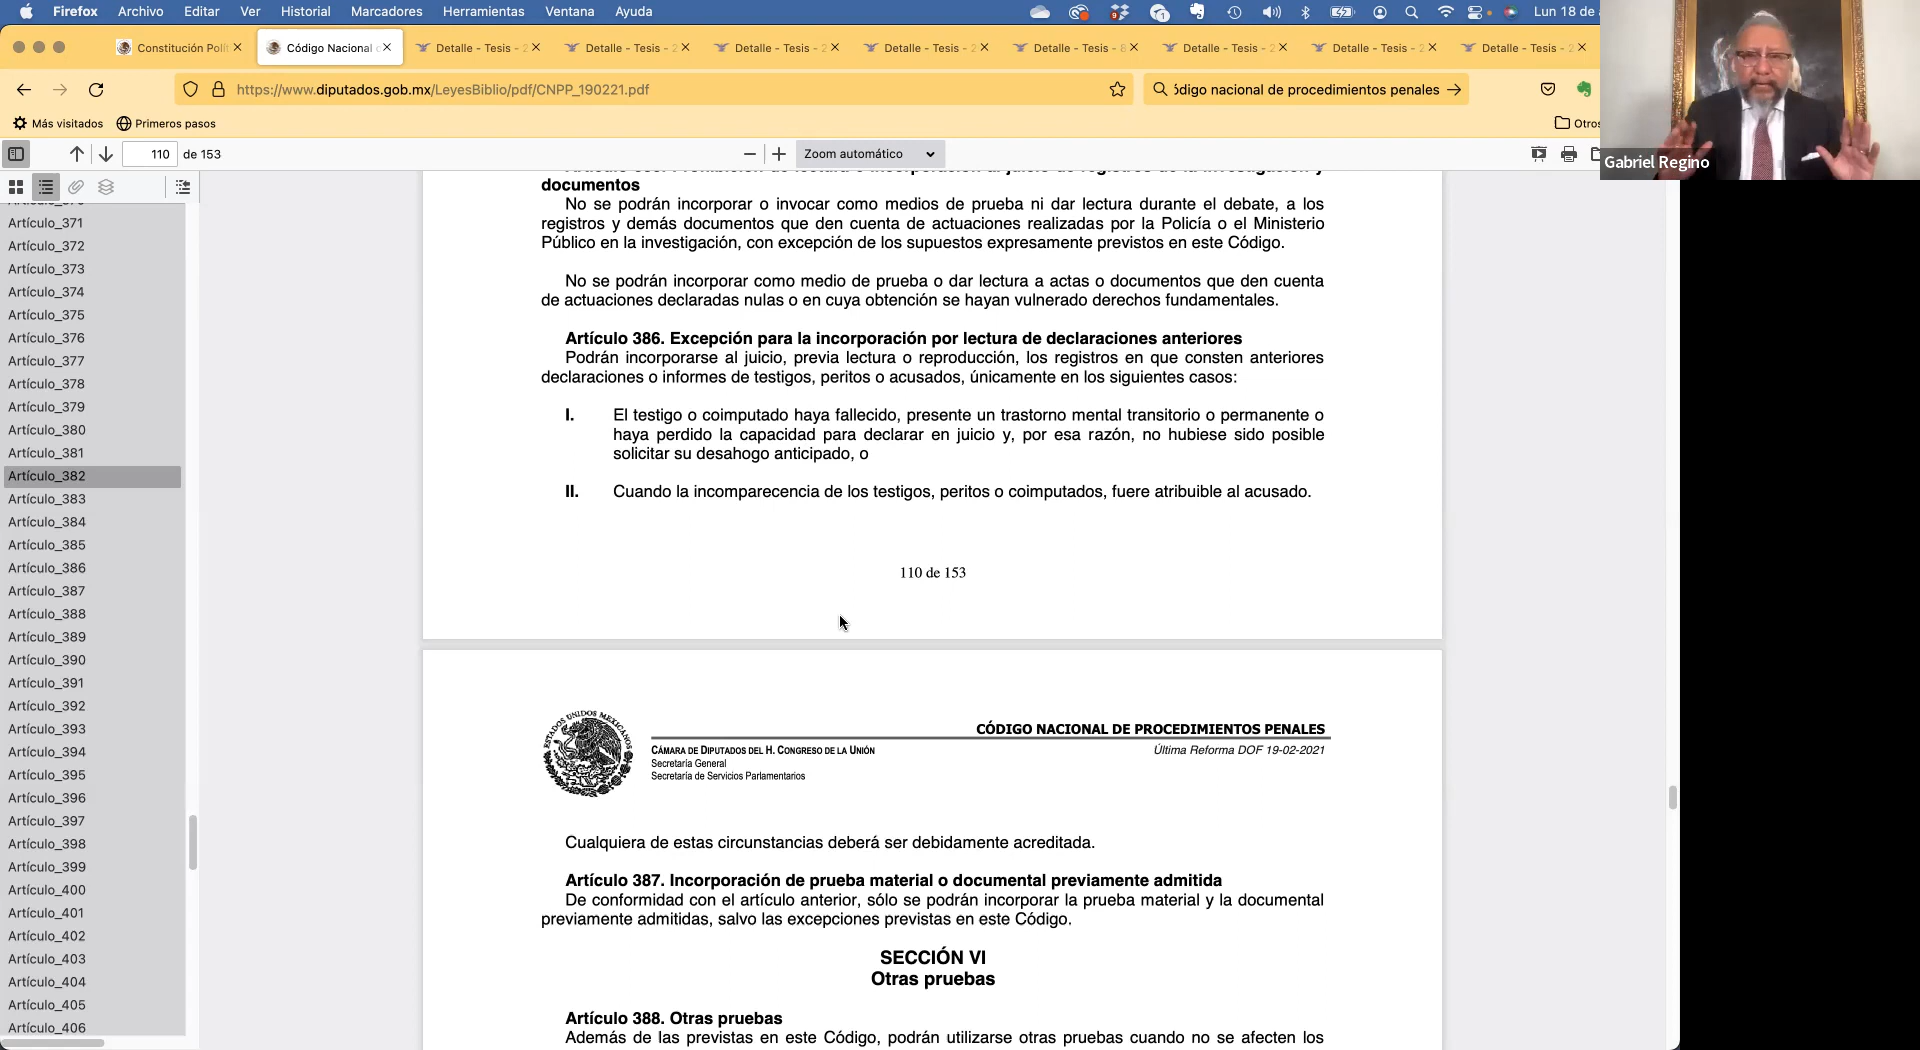 Firefox Archivo Editar Ver Historial Marcadores Herramientas Ventana Ayuda
Lun 18 de
Constitución Polí
Código Nacional
Detalle - Tesis - 2
Detalle - Tesis - 2
Detalle - Tesis - 2
Detalle - Tesis - 2
Detalle - Tesis - 8
Detalle - Tesis - 2
Detalle - Tesis - 2
Detalle - Tesis - 2
https://www.diputados.gob.mx/LeyesBiblio/pdf/CNPP_190221.pdf
ódigo nacional de procedimientos penales
Más visitados
Primeros pasos
Otros
110 de 153
Zoom automático
Gabriel Regino
Artículo_371
Artículo_372
Artículo_373
Artículo_374
Artículo_375
Artículo_376
Artículo_377
Artículo_378
Artículo_379
Artículo_380
Artículo_381
Artículo_382
Artículo_383
Artículo_384
Artículo_385
Artículo_386
Artículo_387
Artículo_388
Artículo_389
Artículo_390
Artículo_391
Artículo_392
Artículo_393
Artículo_394
Artículo_395
Artículo_396
Artículo_397
Artículo_398
Artículo_399
Artículo_400
Artículo_401
Artículo_402
Artículo_403
Artículo_404
Artículo_405
Artículo_406
documentos
No se podrán incorporar o invocar como medios de prueba ni dar lectura durante el debate, a los
registros y demás documentos que den cuenta de actuaciones realizadas por la Policía o el Ministerio
Público en la investigación, con excepción de los supuestos expresamente previstos en este Código.
No se podrán incorporar como medio de prueba o dar lectura a actas o documentos que den cuenta
de actuaciones declaradas nulas o en cuya obtención se hayan vulnerado derechos fundamentales.
Artículo 386. Excepción para la incorporación por lectura de declaraciones anteriores
Podrán incorporarse al juicio, previa lectura o reproducción, los registros en que consten anteriores
declaraciones o informes de testigos, peritos o acusados, únicamente en los siguientes casos:
I. El testigo o coimputado haya fallecido, presente un trastorno mental transitorio o permanente o
haya perdido la capacidad para declarar en juicio y, por esa razón, no hubiese sido posible
solicitar su desahogo anticipado, o
II. Cuando la incomparecencia de los testigos, peritos o coimputados, fuere atribuible al acusado.
110 de 153
ESTADOS UNIDOS MEXICANOS
CÓDIGO NACIONAL DE PROCEDIMIENTOS PENALES
CÁMARA DE DIPUTADOS DEL H. CONGRESO DE LA UNIÓN
Última Reforma DOF 19-02-2021
Secretaría General
Secretaría de Servicios Parlamentarios
Cualquiera de estas circunstancias deberá ser debidamente acreditada.
Artículo 387. Incorporación de prueba material o documental previamente admitida
De conformidad con el artículo anterior, sólo se podrán incorporar la prueba material y la documental
previamente admitidas, salvo las excepciones previstas en este Código.
SECCIÓN VI
Otras pruebas
Artículo 388. Otras pruebas
Además de las previstas en este Código, podrán utilizarse otras pruebas cuando no se afecten los